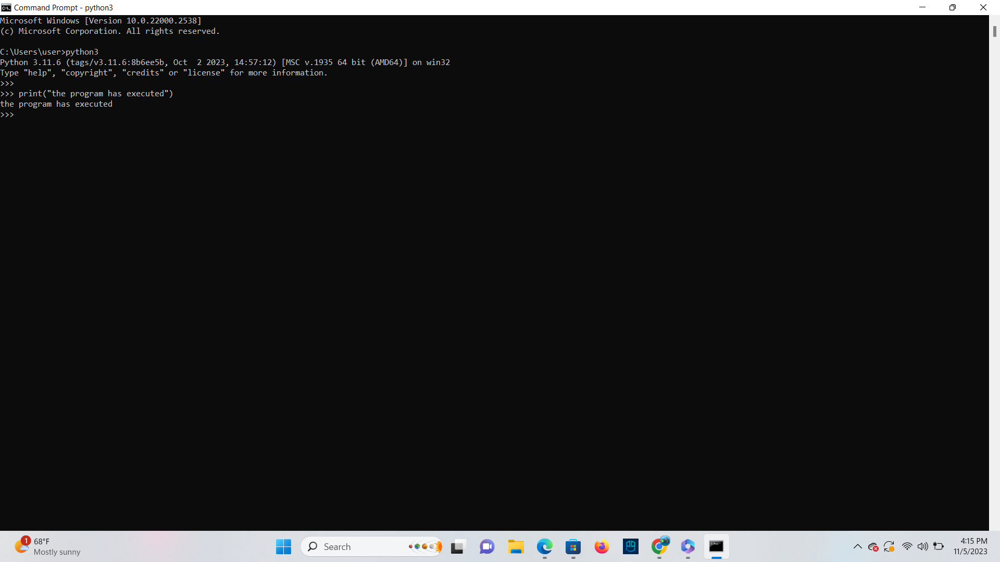 Command Prompt - python3
Microsoft Windows [Version 10.0.22000.2538]
(c) Microsoft Corporation. All rights reserved.
C:\Users\user>python3
Python 3.11.6 (tags/v3.11.6:8b6ee5b, Oct  2 2023, 14:57:12) [MSC v.1935 64 bit (AMD64)] on win32
Type "help", "copyright", "credits" or "license" for more information.
>>>
>>> print("the program has executed")
the program has executed
>>>
1
68°F
Mostly sunny
Search
4:15 PM
11/5/2023